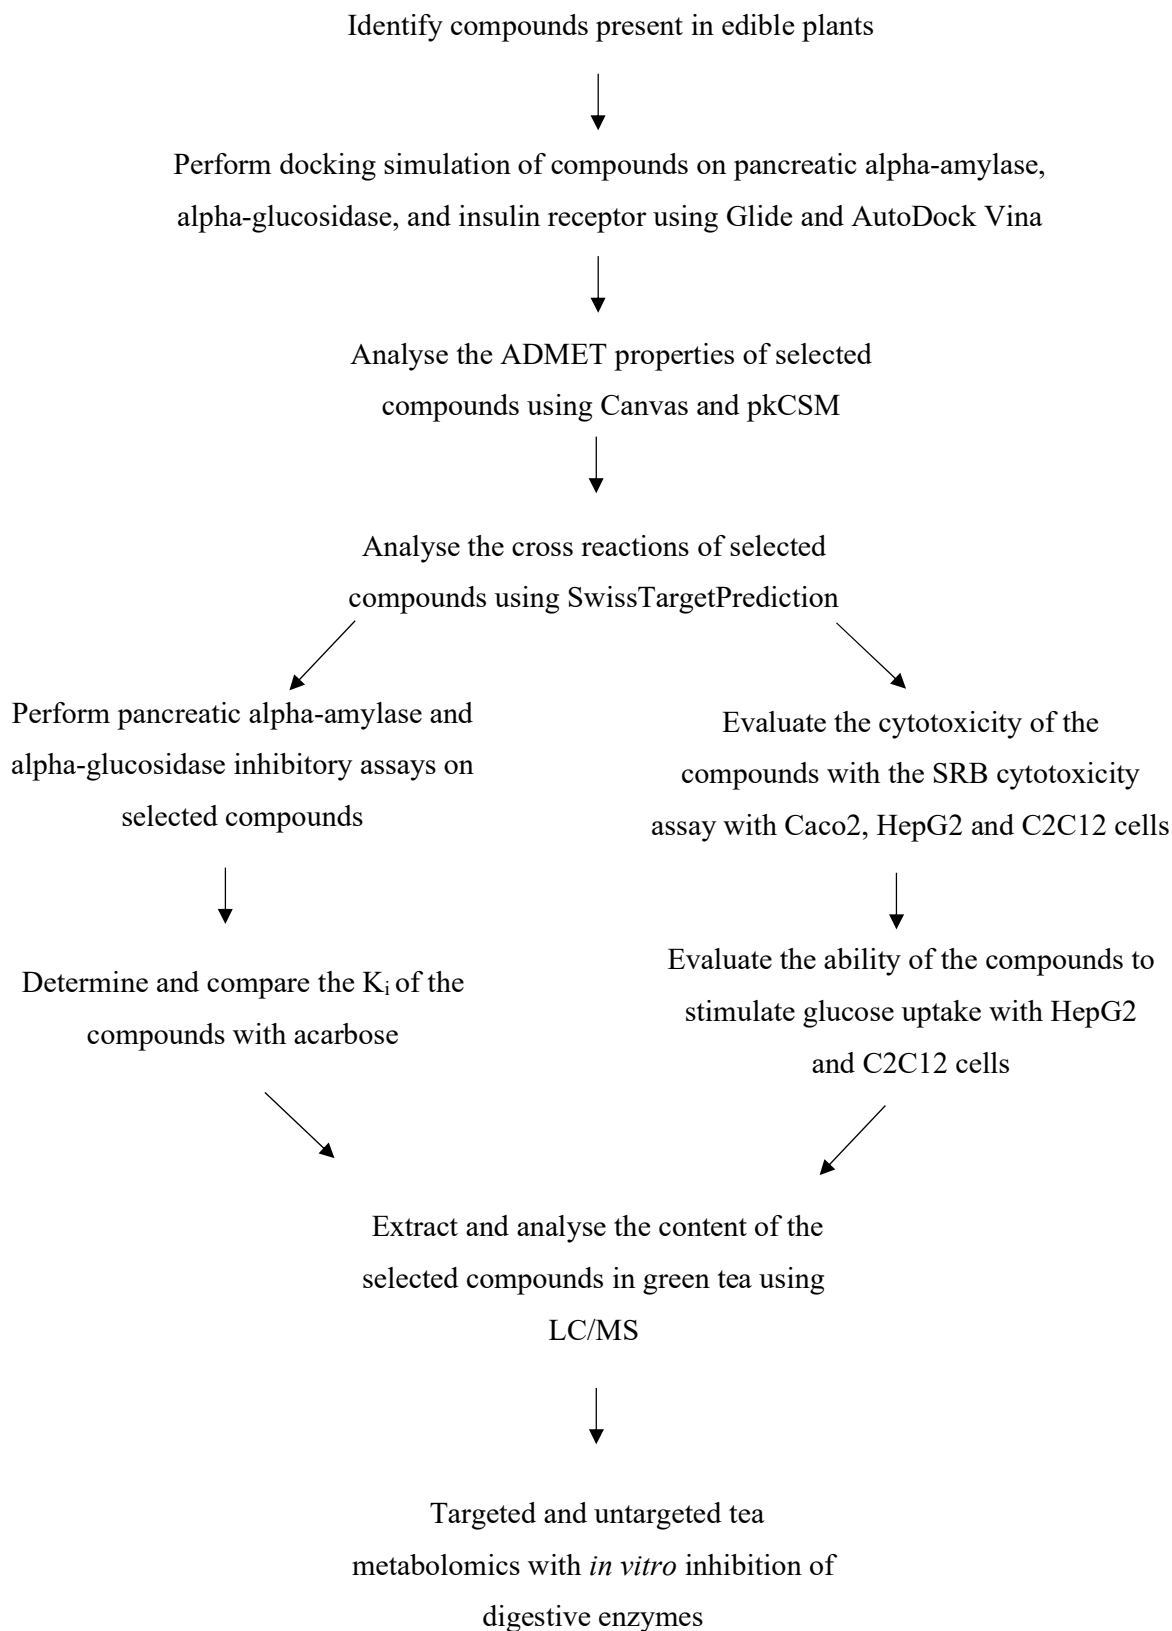 Identify compounds present in edible plants
Perform docking simulation of compounds on pancreatic alpha-amylase,
alpha-glucosidase, and insulin receptor using Glide and AutoDock Vina
Analyse the ADMET properties of selected
compounds using Canvas and pkCSM
Analyse the cross reactions of selected
compounds using SwissTargetPrediction
Perform pancreatic alpha-amylase and
alpha-glucosidase inhibitory assays on
selected compounds
Determine and compare the Ki of the
compounds with acarbose
Evaluate the cytotoxicity of the
compounds with the SRB cytotoxicity
assay with Caco2, HepG2 and C2C12 cells
Evaluate the ability of the compounds to
stimulate glucose uptake with HepG2
and C2C12 cells
Extract and analyse the content of the
selected compounds in green tea using
LC/MS
Targeted and untargeted tea
metabolomics with in vitro inhibition of
digestive enzymes